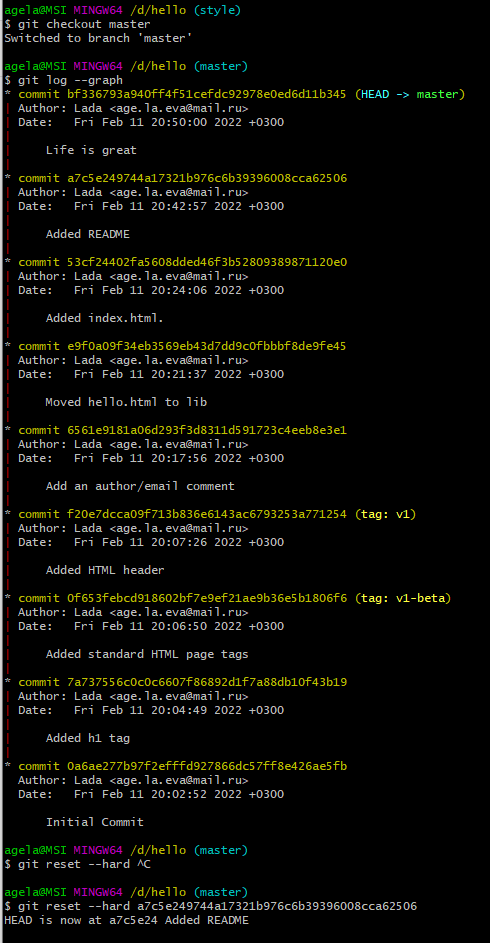 agela@MSI MINGW64 /d/hello (style)
$ git checkout master
Switched to branch 'master'

agela@MSI MINGW64 /d/hello (master)
$ git log --graph
* commit bf336793a940ff4f51cefdc92978e0ed6d11b345 (HEAD -> master)
| Author: Lada <age.la.eva@mail.ru>
| Date:   Fri Feb 11 20:50:00 2022 +0300
|
|     Life is great
|
* commit a7c5e249744a17321b976c6b39396008cca62506
| Author: Lada <age.la.eva@mail.ru>
| Date:   Fri Feb 11 20:42:57 2022 +0300
|
|     Added README
|
* commit 53cf24402fa5608dded46f3b52809389871120e0
| Author: Lada <age.la.eva@mail.ru>
| Date:   Fri Feb 11 20:24:06 2022 +0300
|
|     Added index.html.
|
* commit e9f0a09f34eb3569eb43d7dd9c0fbbbf8de9fe45
| Author: Lada <age.la.eva@mail.ru>
| Date:   Fri Feb 11 20:21:37 2022 +0300
|
|     Moved hello.html to lib
|
* commit 6561e9181a06d293f3d8311d591723c4eeb8e3e1
| Author: Lada <age.la.eva@mail.ru>
| Date:   Fri Feb 11 20:17:56 2022 +0300
|
|     Add an author/email comment
|
* commit f20e7dcca09f713b836e6143ac6793253a771254 (tag: v1)
| Author: Lada <age.la.eva@mail.ru>
| Date:   Fri Feb 11 20:07:26 2022 +0300
|
|     Added HTML header
|
* commit 0f653febcd918602bf7e9ef21ae9b36e5b1806f6 (tag: v1-beta)
| Author: Lada <age.la.eva@mail.ru>
| Date:   Fri Feb 11 20:06:50 2022 +0300
|
|     Added standard HTML page tags
|
* commit 7a737556c0c0c6607f86892d1f7a88db10f43b19
| Author: Lada <age.la.eva@mail.ru>
| Date:   Fri Feb 11 20:04:49 2022 +0300
|
|     Added h1 tag
|
* commit 0a6ae277b97f2efffd927866dc57ff8e426ae5fb
  Author: Lada <age.la.eva@mail.ru>
  Date:   Fri Feb 11 20:02:52 2022 +0300

      Initial Commit

agela@MSI MINGW64 /d/hello (master)
$ git reset --hard ^C

agela@MSI MINGW64 /d/hello (master)
$ git reset --hard a7c5e249744a17321b976c6b39396008cca62506
HEAD is now at a7c5e24 Added README